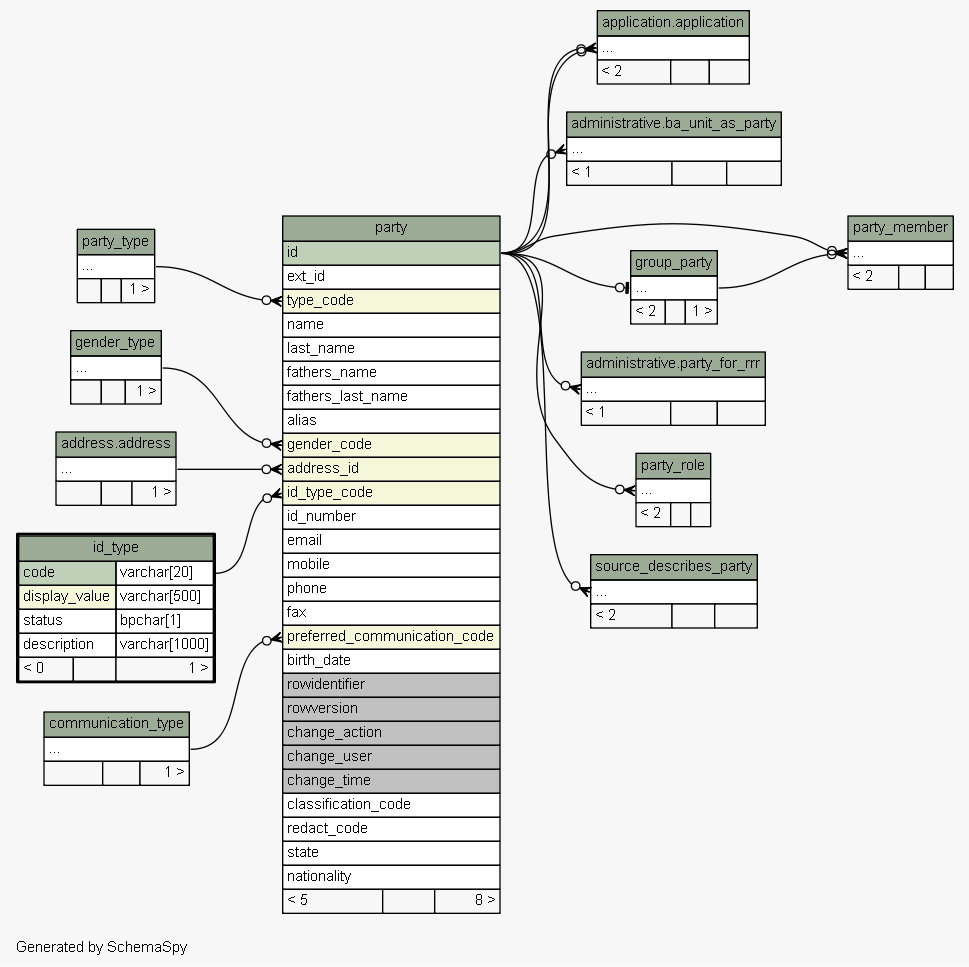 application.application
...
< 2
administrative.ba_unit_as_party
...
< 1
party_type
...
1 >
gender_type
...
1 >
address.address
...
1 >
id_type
code varchar[20]
display_value varchar[500]
status bpchar[1]
description varchar[1000]
< 0 1 >
communication_type
...
1 >
party
id
ext_id
type_code
name
last_name
fathers_name
fathers_last_name
alias
gender_code
address_id
id_type_code
id_number
email
mobile
phone
fax
preferred_communication_code
birth_date
rowidentifier
rowversion
change_action
change_user
change_time
classification_code
redact_code
state
nationality
< 5 8 >
party_member
...
< 2
group_party
...
< 2 1 >
administrative.party_for_rrr
...
< 1
party_role
...
< 2
source_describes_party
...
< 2
Generated by SchemaSpy